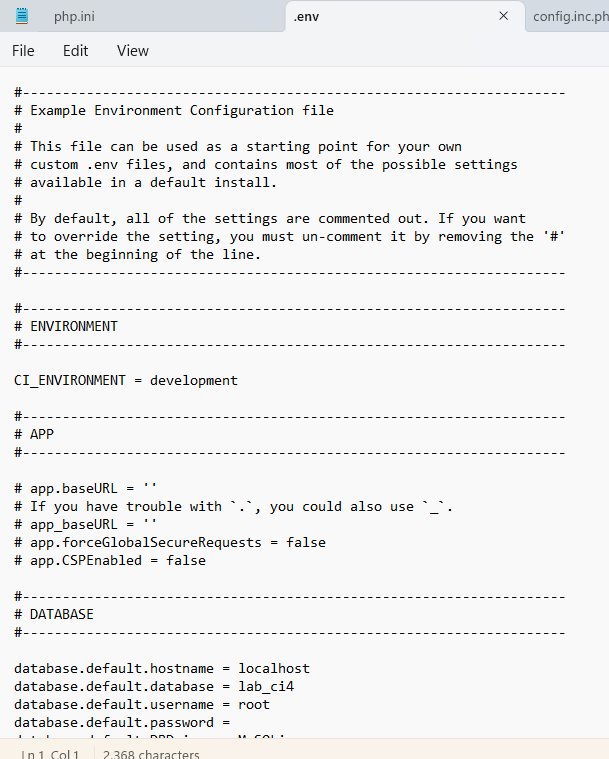 php.ini
.env
config.inc.ph
File Edit View
#--------------------------------------------------------------------
# Example Environment Configuration file
#
# This file can be used as a starting point for your own
# custom .env files, and contains most of the possible settings
# available in a default install.
#
# By default, all of the settings are commented out. If you want
# to override the setting, you must un-comment it by removing the '#'
# at the beginning of the line.
#--------------------------------------------------------------------
#--------------------------------------------------------------------
# ENVIRONMENT
#--------------------------------------------------------------------
CI_ENVIRONMENT = development
#--------------------------------------------------------------------
# APP
#--------------------------------------------------------------------
# app.baseURL = ''
# If you have trouble with `.`, you could also use `_`.
# app_baseURL = ''
# app.forceGlobalSecureRequests = false
# app.CSPEnabled = false
#--------------------------------------------------------------------
# DATABASE
#--------------------------------------------------------------------
database.default.hostname = localhost
database.default.database = lab_ci4
database.default.username = root
database.default.password =
Ln 1, Col 1 2.368 characters